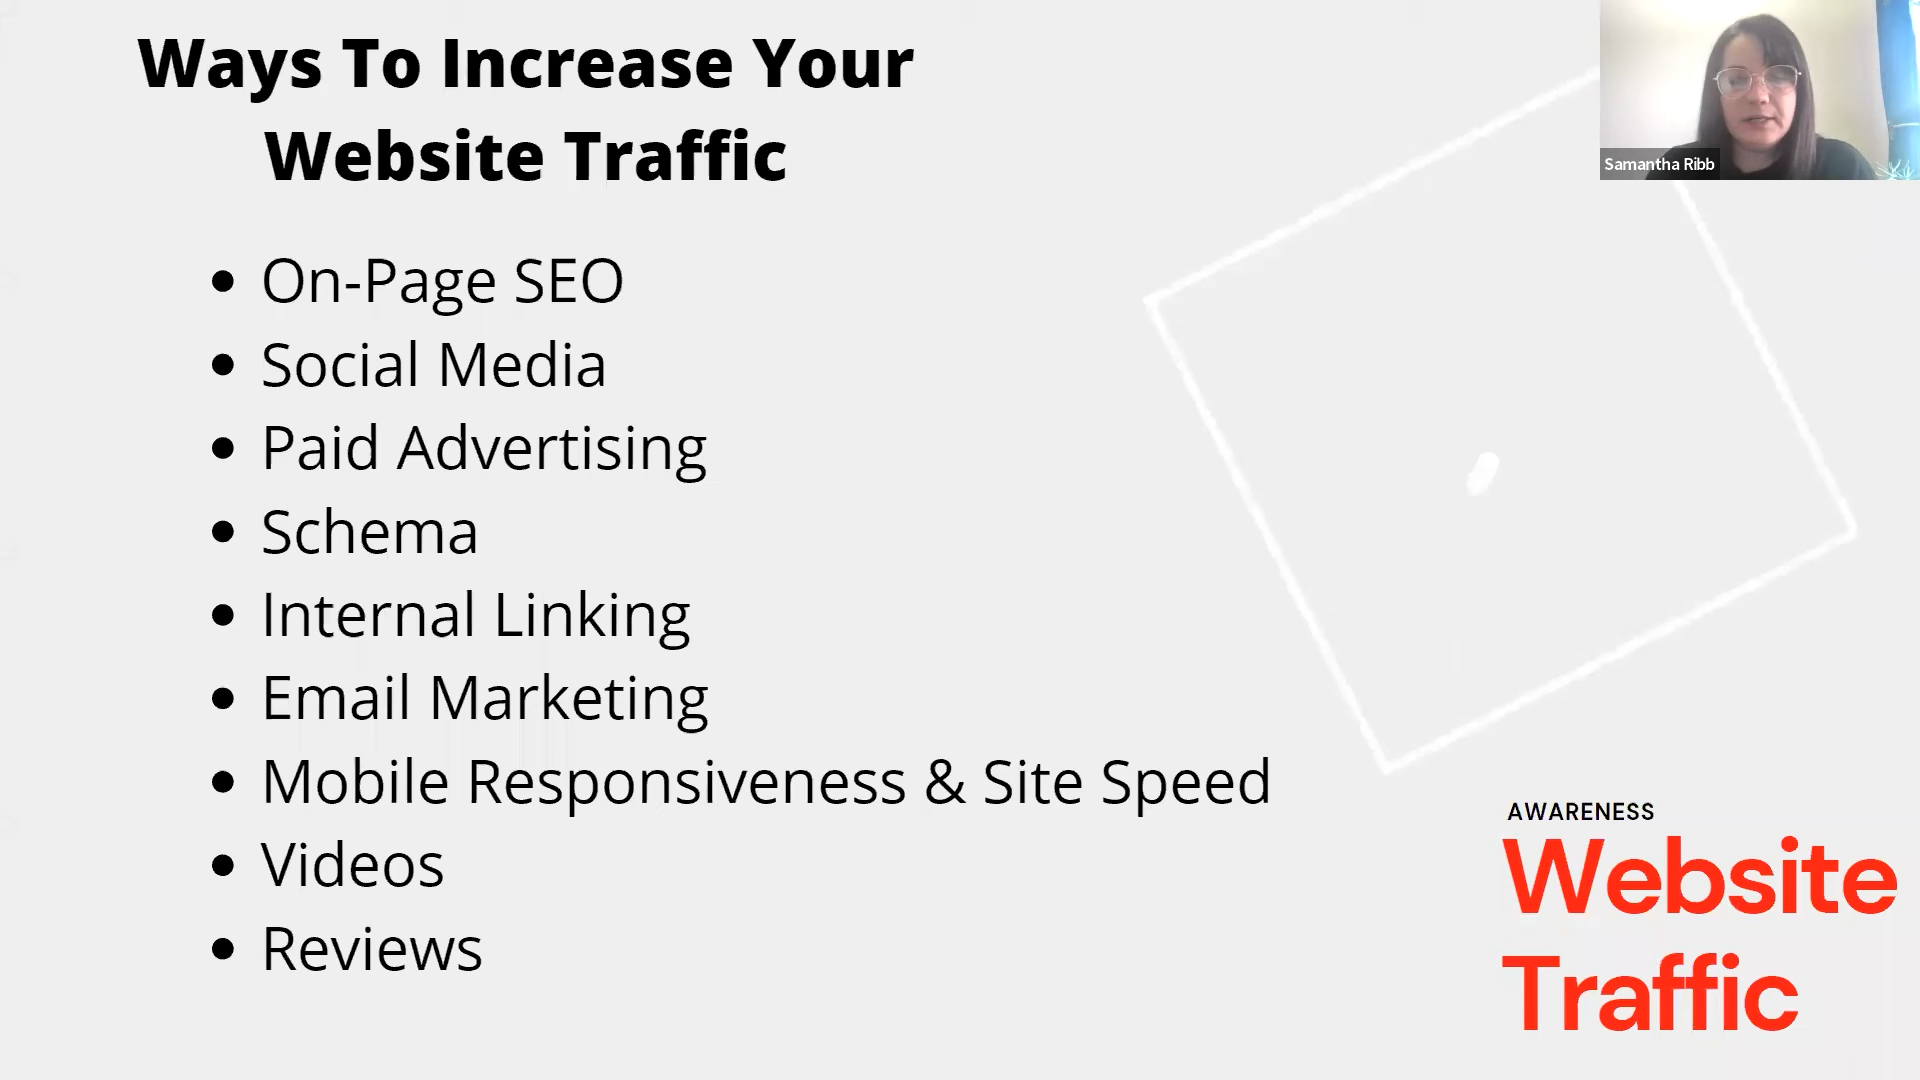 Ways To Increase Your
Website Traffic
Samantha Ribb
• On-Page SEO
• Social Media
• Paid Advertising
• Schema
• Internal Linking
• Email Marketing
• Mobile Responsiveness & Site Speed
• Videos
• Reviews
AWARENESS
Website
Traffic